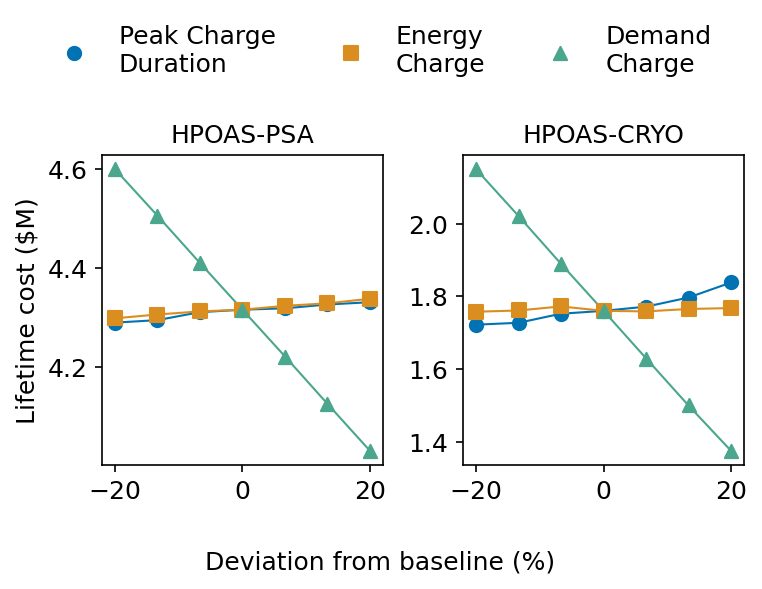 Peak Charge
Duration
Energy
Charge
Demand
Charge
HPOAS-PSA
HPOAS-CRYO
Lifetime cost ($M)
4.6
4.4
4.2
−20
0
20
2.0
1.8
1.6
1.4
−20
0
20
Deviation from baseline (%)